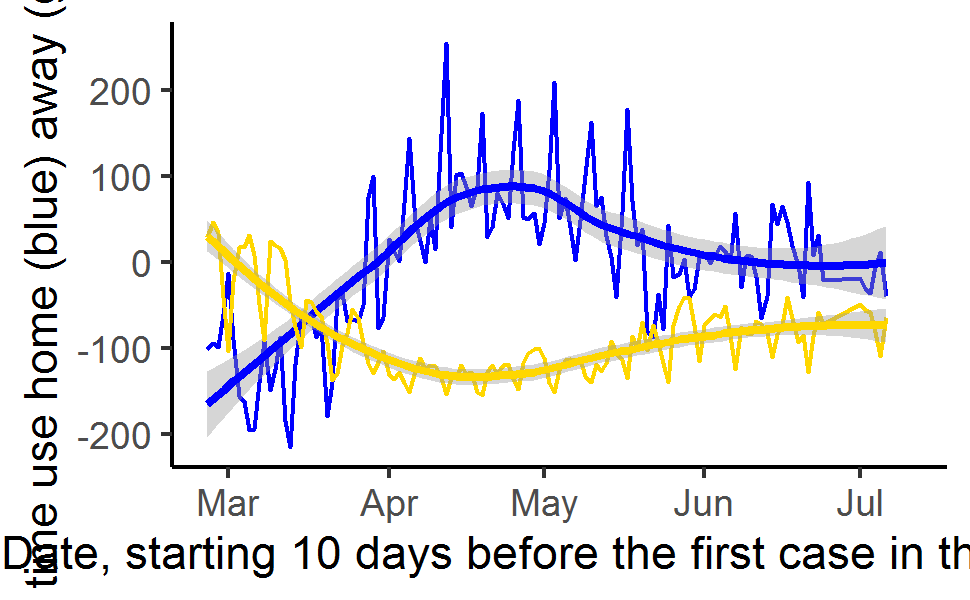 time use home (blue) away (
200
100
0
-100
-200
Mar Apr May Jun Jul
Date, starting 10 days before the first case in th